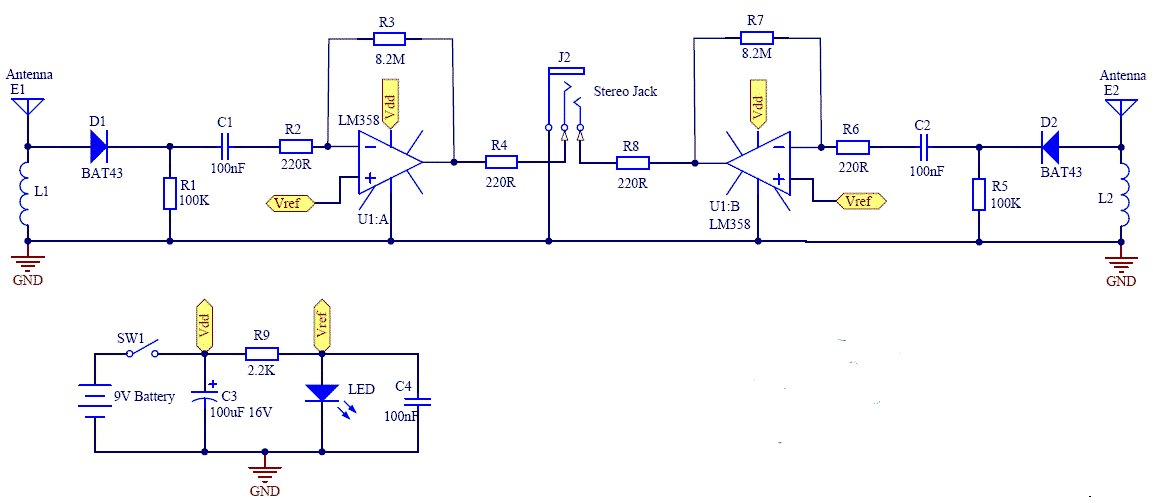 R3
8.2M
R7
8.2M
J2
Stereo Jack
Antenna
E1
Antenna
E2
D1
BAT43
C1
100nF
R2
220R
LM358
Vdd
Vdd
R4
220R
R8
220R
R6
220R
C2
100nF
D2
BAT43
L1
R1
100K
Vref
U1:A
U1:B
LM358
Vref
R5
100K
L2
GND
GND
Vdd
Vref
SW1
R9
2.2K
9V Battery
C3
100uF 16V
LED
C4
100nF
GND